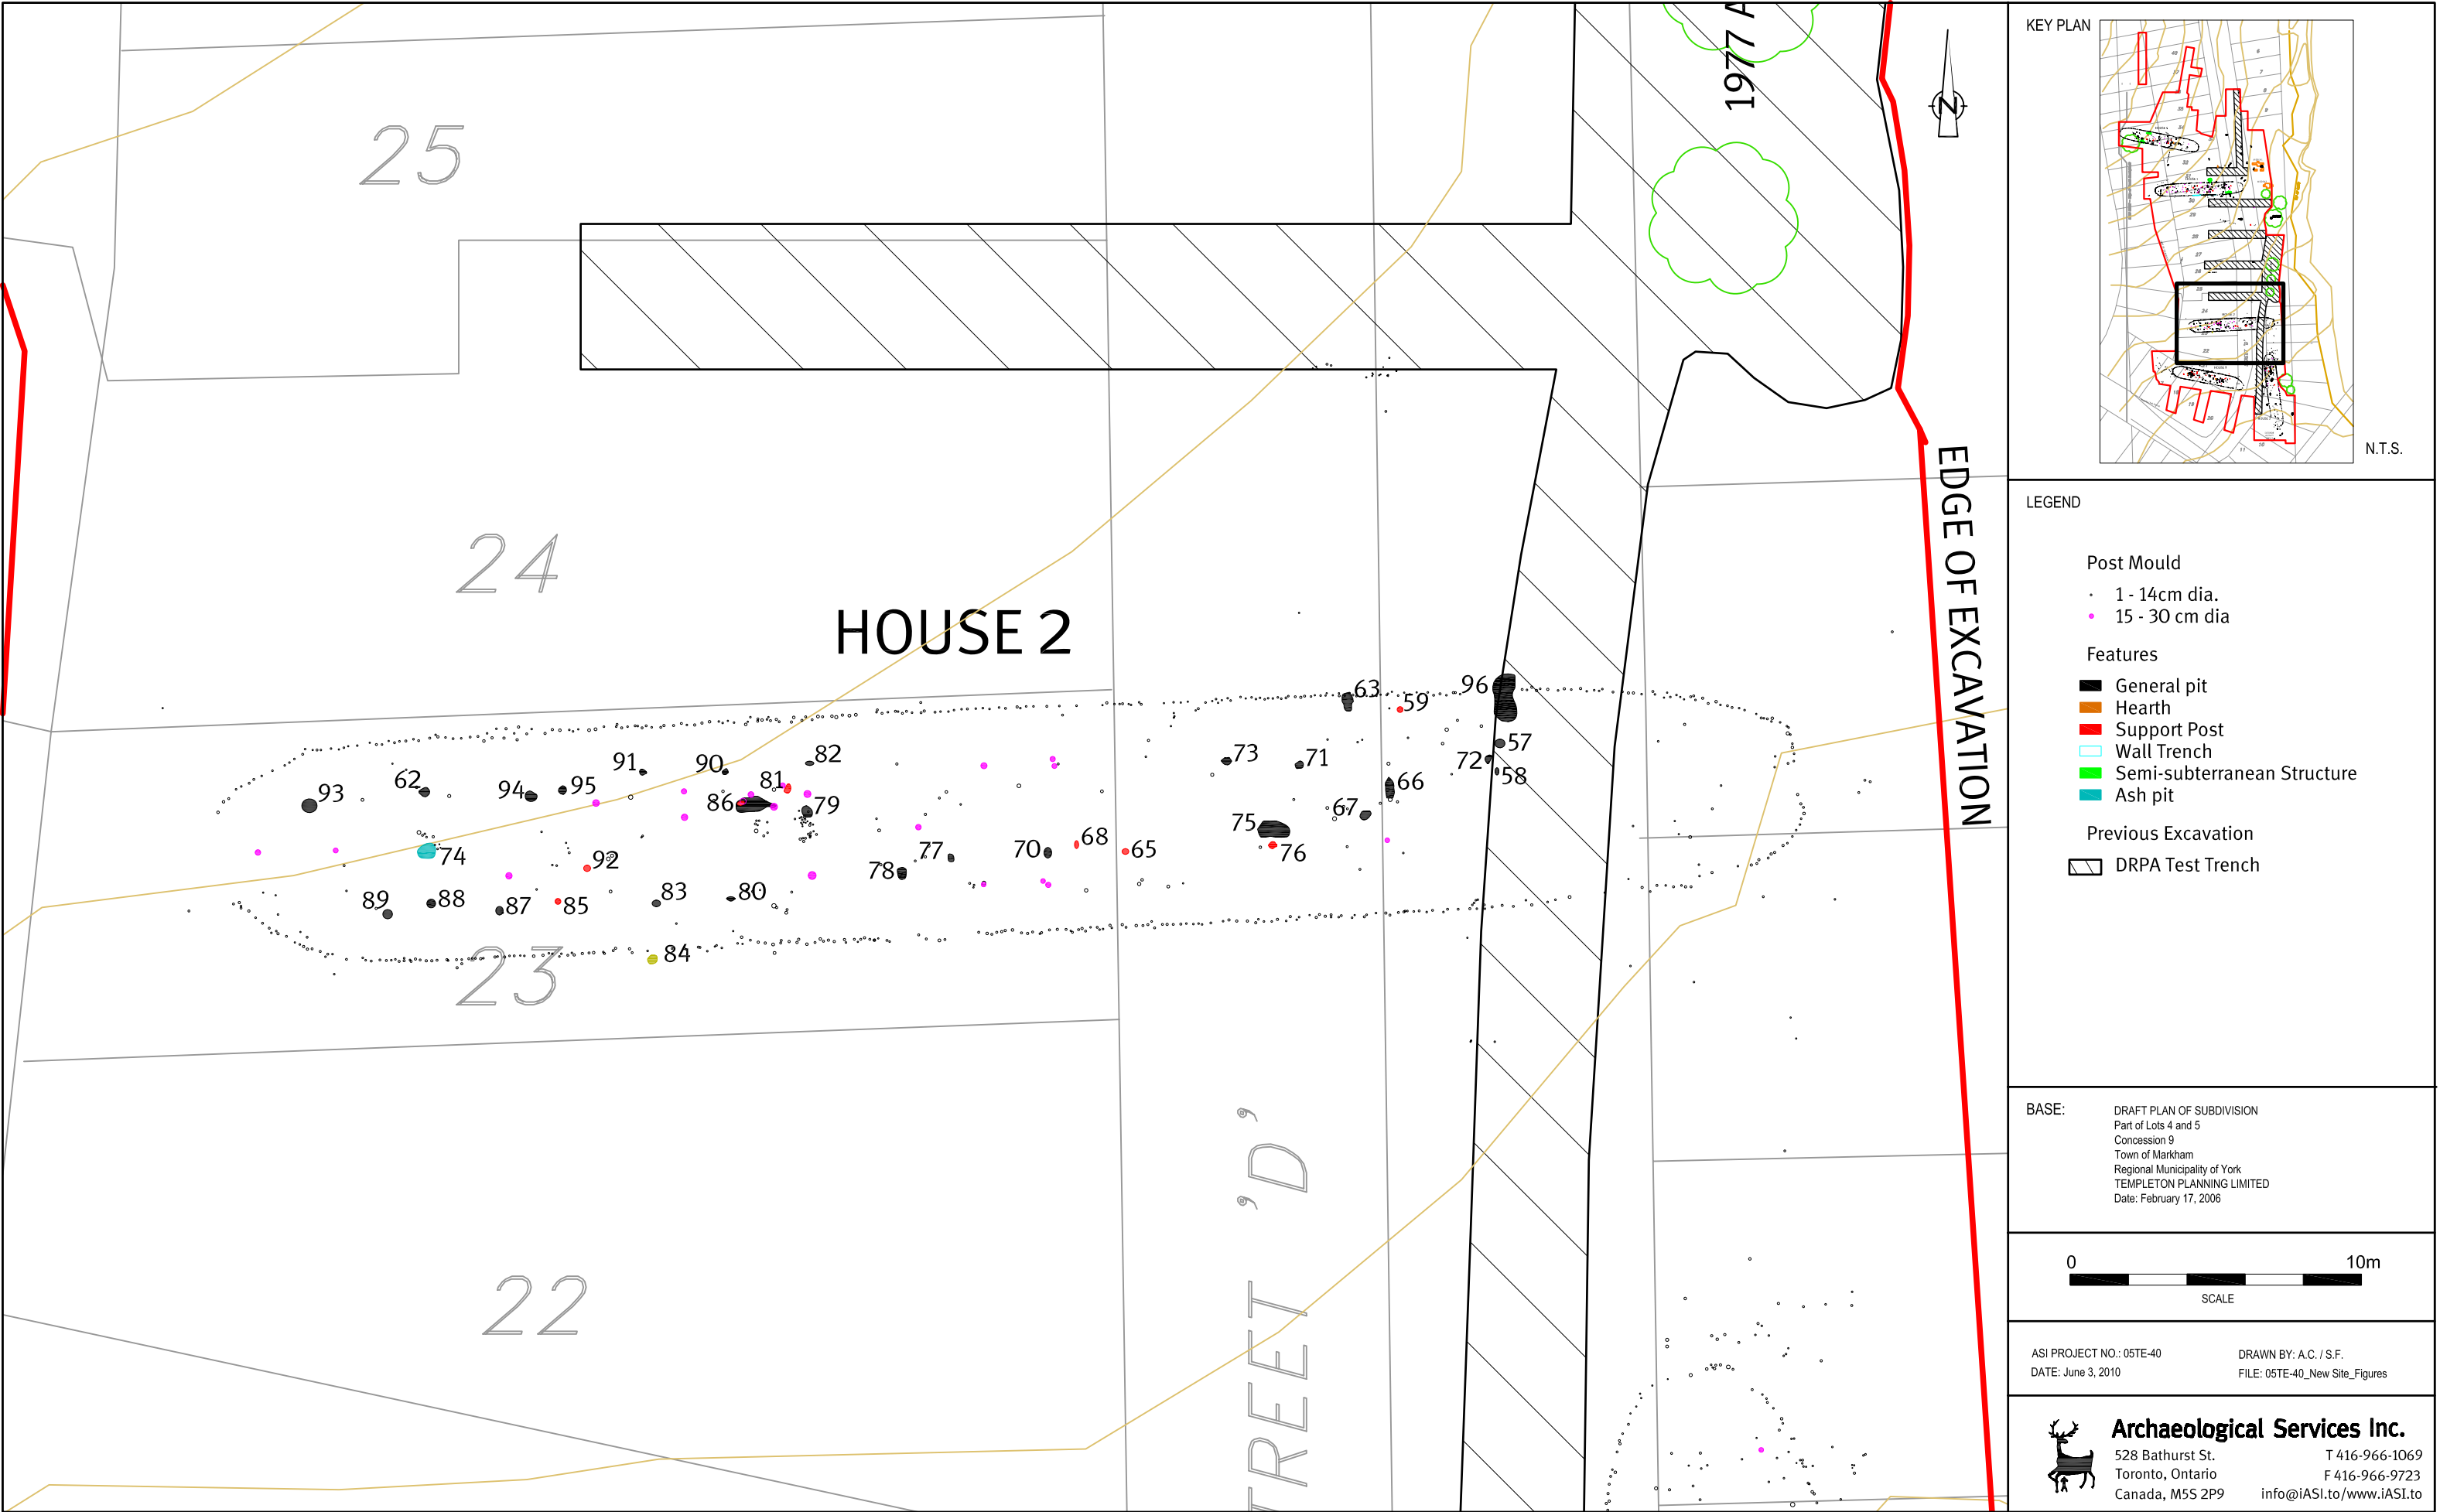 25
1977 A
N
24
HOUSE 2
EDGE OF EXCAVATION
63
59
96
57
72
58
73
71
66
67
75
76
82
90
91
81
86
79
93
62
94
95
74
92
77
78
70
68
65
89
88
87
85
83
80
84
23
22
TREET 'D'
KEY PLAN
N.T.S.
LEGEND
Post Mould
1 - 14cm dia.
15 - 30 cm dia
Features
General pit
Hearth
Support Post
Wall Trench
Semi-subterranean Structure
Ash pit
Previous Excavation
DRPA Test Trench
BASE:
DRAFT PLAN OF SUBDIVISION
Part of Lots 4 and 5
Concession 9
Town of Markham
Regional Municipality of York
TEMPLETON PLANNING LIMITED
Date: February 17, 2006
0 10m
SCALE
ASI PROJECT NO.: 05TE-40 DRAWN BY: A.C. / S.F.
DATE: June 3, 2010 FILE: 05TE-40_New Site_Figures
Archaeological Services Inc.
528 Bathurst St. T 416-966-1069
Toronto, Ontario F 416-966-9723
Canada, M5S 2P9 info@iASI.to/www.iASI.to